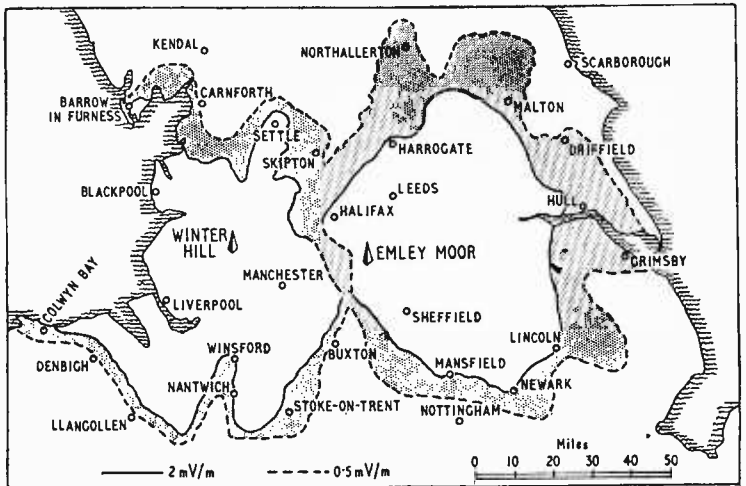 KENDAL
NORTHALLERTON
SCARBOROUGH
BARROW
IN FURNESS
CARNFORTH
MALTON
SETTLE
SKIPTON
HARROGATE
DRIFFIELD
BLACKPOOL
LEEDS
HALIFAX
HULL
WINTER
HILL
EMLEY MOOR
GRIMSBY
COLWYN BAY
MANCHESTER
LIVERPOOL
SHEFFIELD
DENBIGH
WINSFORD
BUXTON
MANSFIELD
LINCOLN
NANTWICH
NEWARK
LLANGOLLEN
STOKE-ON-TRENT
NOTTINGHAM
Miles
2 mV/m
0·5 mV/m
0 10 20 30 40 50